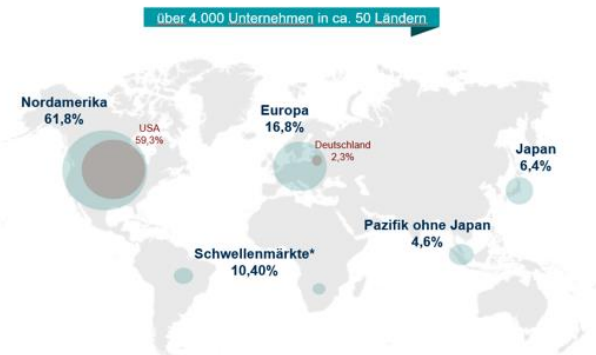 über 4.000 Unternehmen in ca. 50 Ländern
Nordamerika
61,8%
USA
59,3%
Europa
16,8%
Deutschland
2,3%
Japan
6,4%
Pazifik ohne Japan
4,6%
Schwellenmärkte*
10,40%